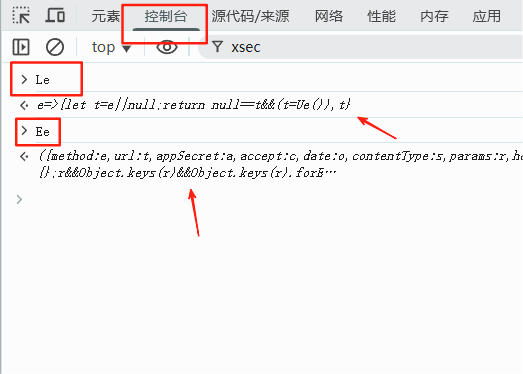 元素 控制台 源代码/来源 网络 性能 内存 应用
top ▼ xsec
> Le
e=>{let t=e||null;return null==t&&(t=Ue()),t}
> Ee
({method:e,url:t,appSecret:a,accept:c,date:o,contentType:s,params:r,he
{};r&&Object.keys(r)&&Object.keys(r).forE…
>